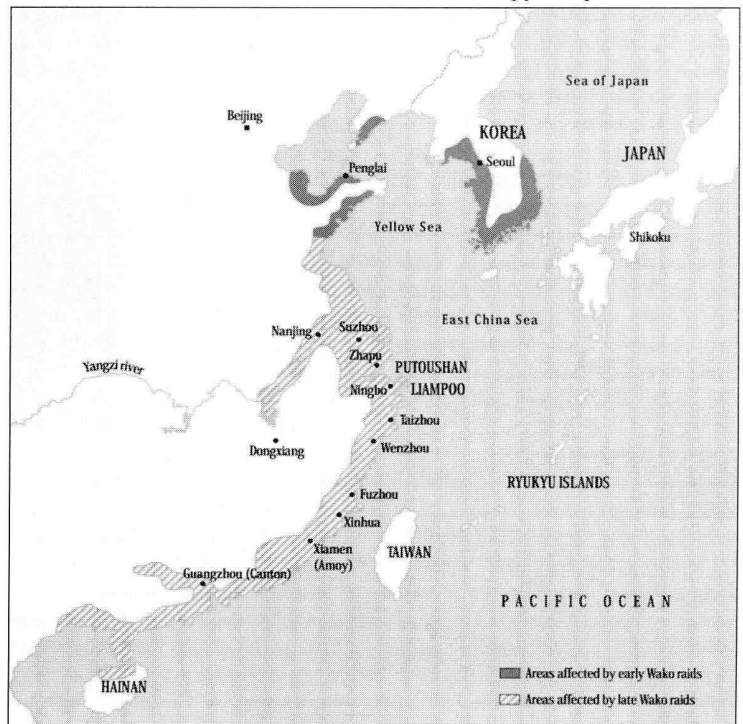 Sea of Japan
Beijing
KOREA
JAPAN
Seoul
Penglai
Yellow Sea
Shikoku
East China Sea
Nanjing
Suzhou
Zhapu
PUTOUSHAN
Yangzi river
Ningbo
LIAMPOO
Taizhou
Dongxiang
Wenzhou
RYUKYU ISLANDS
Fuzhou
Xinhua
Xiamen
(Amoy)
TAIWAN
Guangzhou (Canton)
PACIFIC OCEAN
Areas affected by early Wako raids
HAINAN
Areas affected by late Wako raids